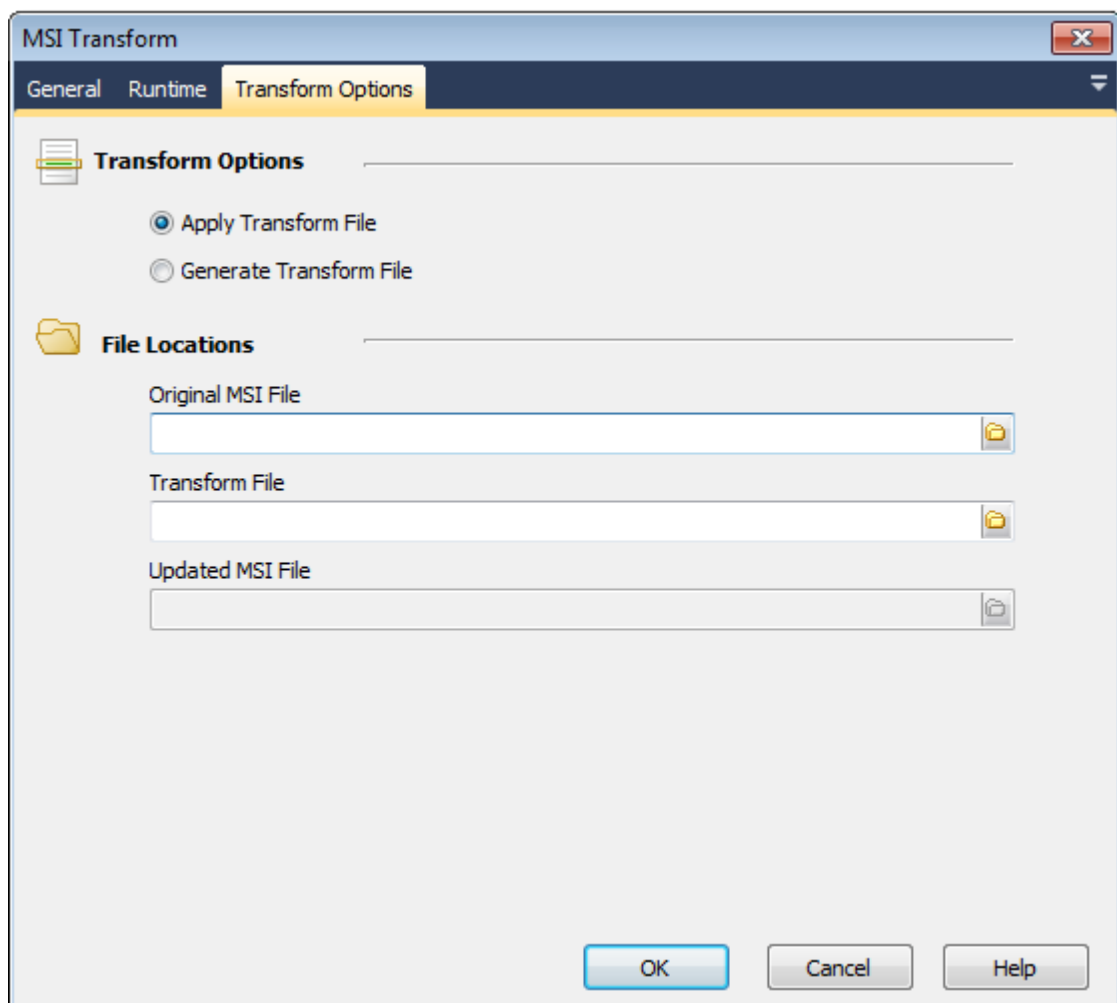 MSI Transform
General Runtime Transform Options
Transform Options
Apply Transform File
Generate Transform File
File Locations
Original MSI File
Transform File
Updated MSI File
OK Cancel Help